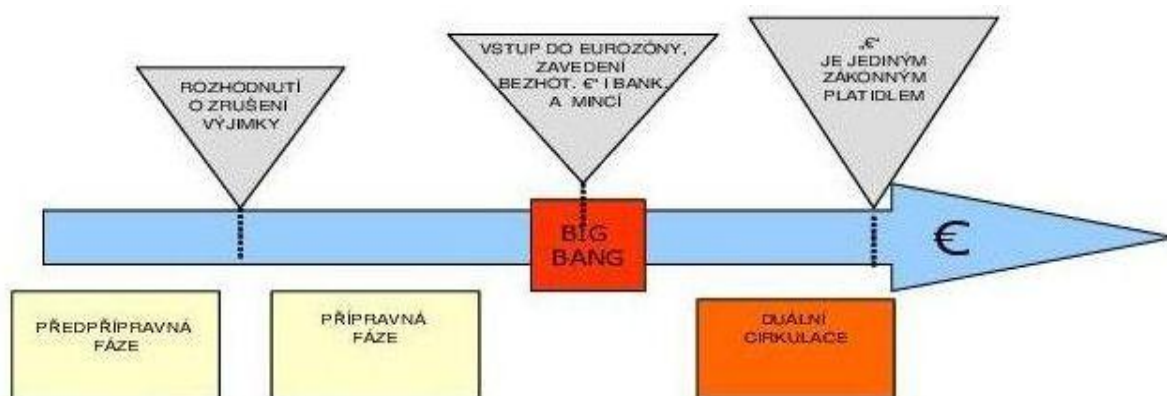 ROZHODNUTÍ
O ZRUŠENÍ
VÝJIMKY
VSTUP DO EUROZÓNY,
ZAVEDENÍ
BEZHOT. €“ I BANK.
A MINCÍ
„€“
JE JEDINÝM
ZÁKONNÝM
PLATIDLEM
BIG
BANG
€
PŘEDPŘÍPRAVNÁ
FÁZE
PŘÍPRAVNÁ
FÁZE
DUÁLNÍ
CIRKULACE